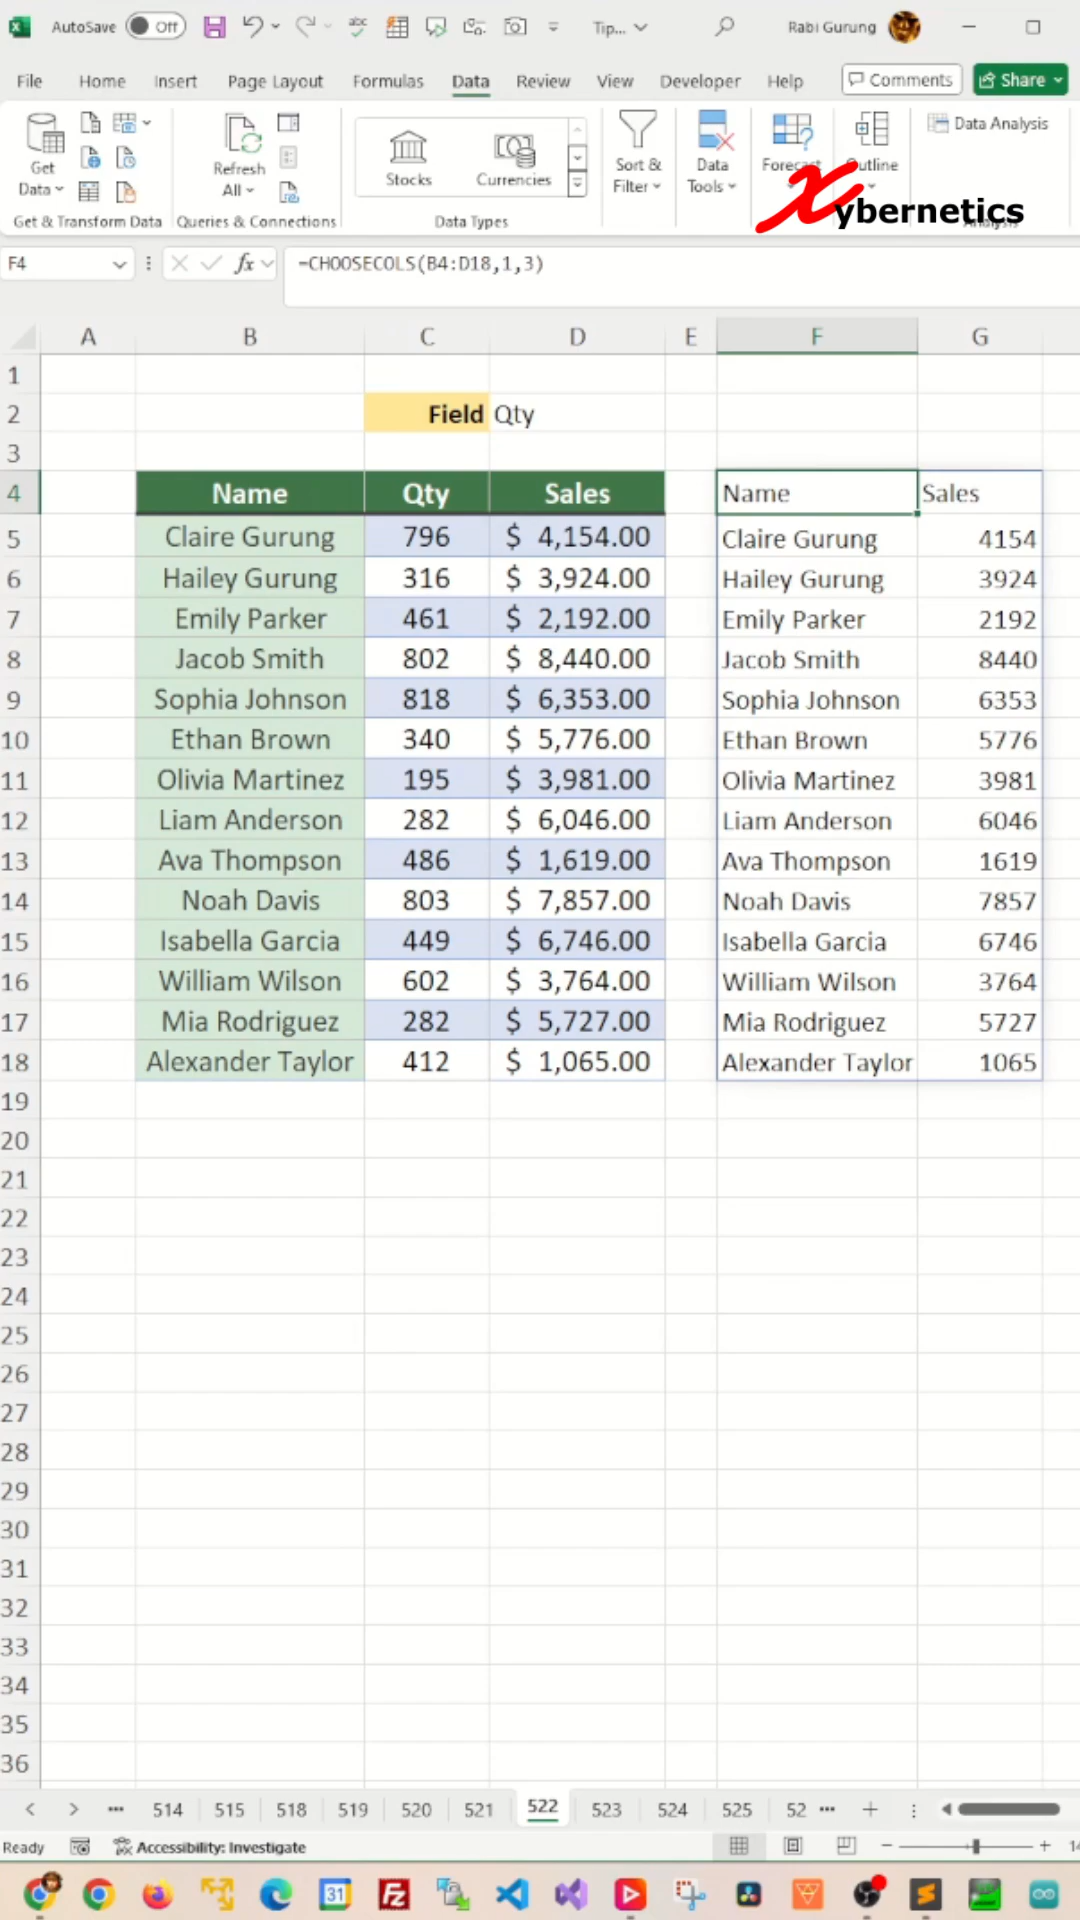 AutoSave Off Tip... Rabi Gurung
File Home Insert Page Layout Formulas Data Review View Developer Help Comments Share
Get Data Refresh All Stocks Currencies Sort & Filter Data Tools Forecast Outline Data Analysis
Get & Transform Data Queries & Connections Data Types
Xybernetics
F4 fx =CHOOSECOLS(B4:D18,1,3)
A B C D E F G
1
2 Field Qty
3
4 Name Qty Sales Name Sales
5 Claire Gurung 796 $ 4,154.00 Claire Gurung 4154
6 Hailey Gurung 316 $ 3,924.00 Hailey Gurung 3924
7 Emily Parker 461 $ 2,192.00 Emily Parker 2192
8 Jacob Smith 802 $ 8,440.00 Jacob Smith 8440
9 Sophia Johnson 818 $ 6,353.00 Sophia Johnson 6353
10 Ethan Brown 340 $ 5,776.00 Ethan Brown 5776
11 Olivia Martinez 195 $ 3,981.00 Olivia Martinez 3981
12 Liam Anderson 282 $ 6,046.00 Liam Anderson 6046
13 Ava Thompson 486 $ 1,619.00 Ava Thompson 1619
14 Noah Davis 803 $ 7,857.00 Noah Davis 7857
15 Isabella Garcia 449 $ 6,746.00 Isabella Garcia 6746
16 William Wilson 602 $ 3,764.00 William Wilson 3764
17 Mia Rodriguez 282 $ 5,727.00 Mia Rodriguez 5727
18 Alexander Taylor 412 $ 1,065.00 Alexander Taylor 1065
19
20
21
22
23
24
25
26
27
28
29
30
31
32
33
34
35
36
... 514 515 518 519 520 521 522 523 524 525 52 ...
Ready Accessibility: Investigate
31 FZ